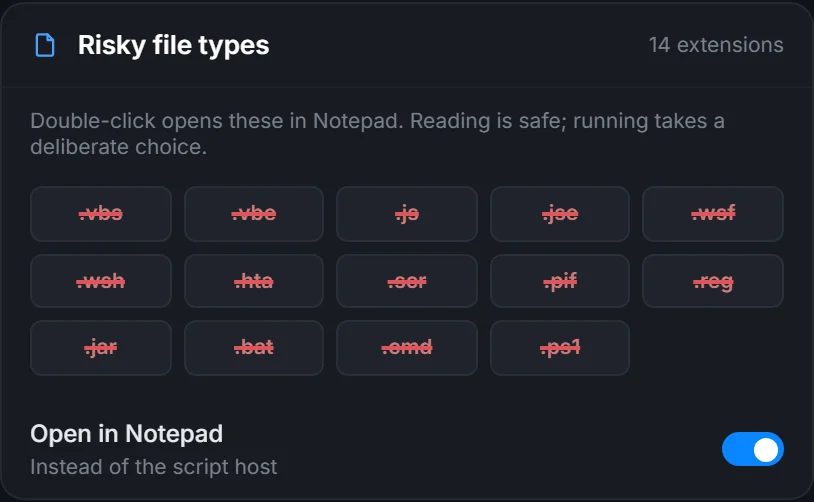 Risky file types
14 extensions
Double-click opens these in Notepad. Reading is safe; running takes a
deliberate choice.
.vbs .vbe .js .jse .wsf
.wsh .hta .scr .pif .reg
.jar .bat .cmd .ps1
Open in Notepad
Instead of the script host